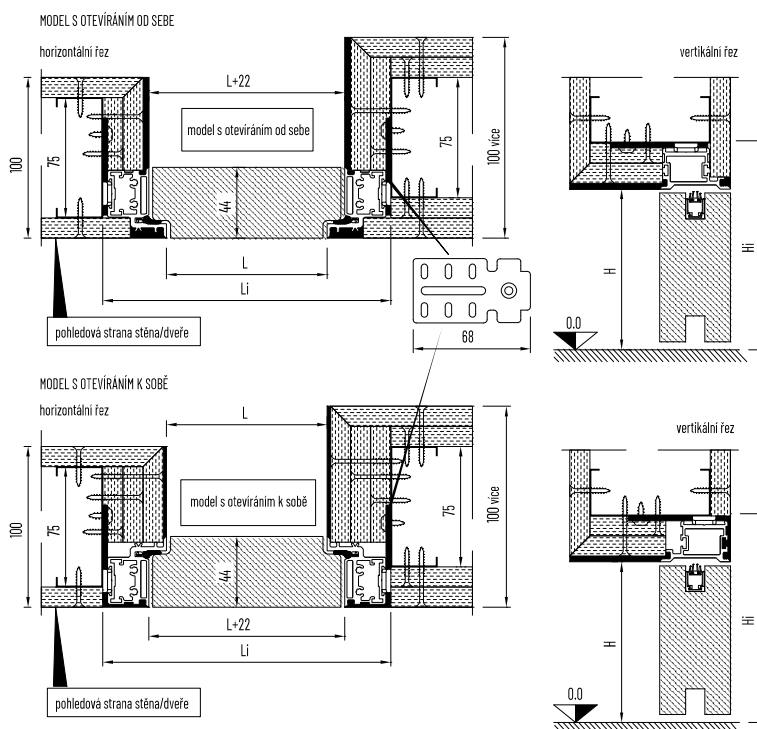 MODEL S OTEVÍRÁNÍM OD SEBE
horizontální řez
vertikální řez
L+22
model s otevíráním od sebe
100
75
44
75
100 více
L
Li
pohledová strana stěna/dveře
68
H
Hi
0.0
MODEL S OTEVÍRÁNÍM K SOBĚ
horizontální řez
vertikální řez
L
model s otevíráním k sobě
100
75
44
75
100 více
L+22
Li
pohledová strana stěna/dveře
H
Hi
0.0